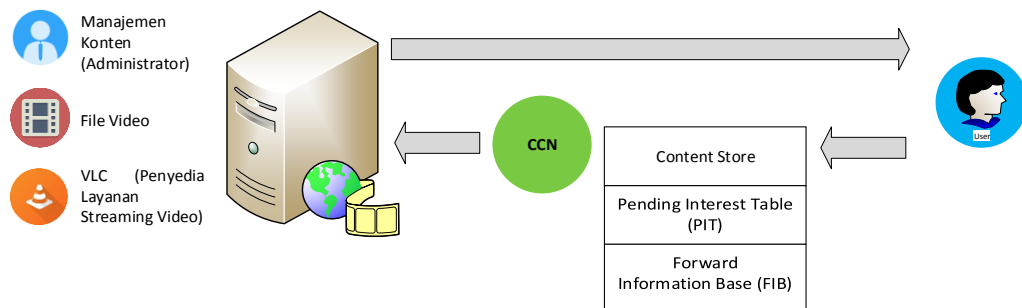 Manajemen
Konten
(Administrator)
File Video
VLC (Penyedia
Layanan
Streaming Video)
CCN
Content Store
Pending Interest Table
(PIT)
Forward
Information Base (FIB)
User